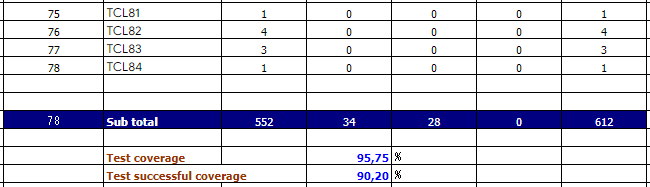 75 TCL81 1 0 0 0 1
76 TCL82 4 0 0 0 4
77 TCL83 3 0 0 0 3
78 TCL84 1 0 0 0 1
78 Sub total 552 34 28 0 612
Test coverage 95,75 %
Test successful coverage 90,20 %